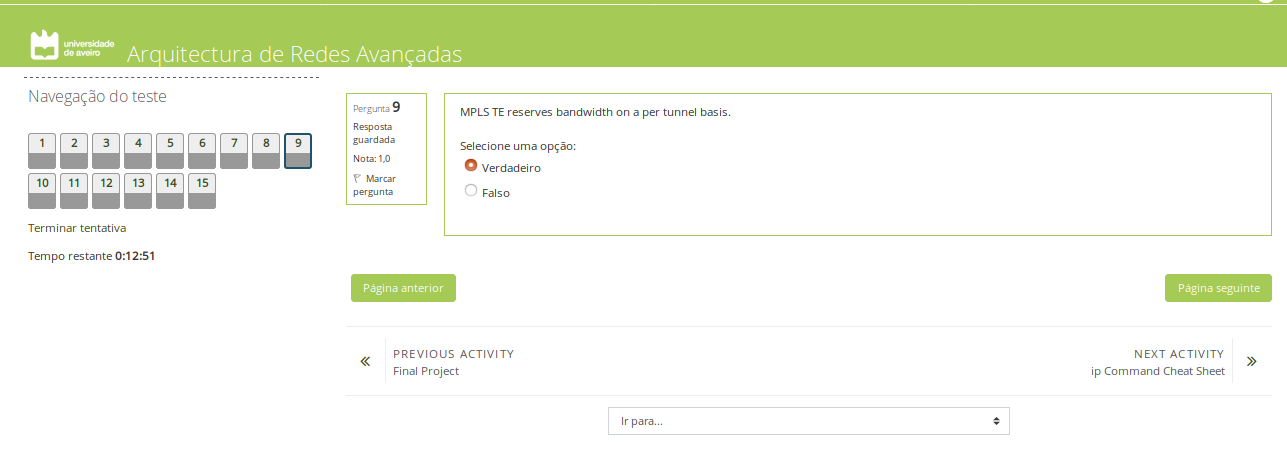 universidade
de aveiro
Arquitectura de Redes Avançadas
Navegação do teste
1 2 3 4 5 6 7 8 9
10 11 12 13 14 15
Terminar tentativa
Tempo restante 0:12:51
Pergunta 9
Resposta
guardada
Nota: 1,0
Marcar
pergunta
MPLS TE reserves bandwidth on a per tunnel basis.
Selecione uma opção:
Verdadeiro
Falso
Página anterior
Página seguinte
PREVIOUS ACTIVITY
Final Project
NEXT ACTIVITY
ip Command Cheat Sheet
Ir para...